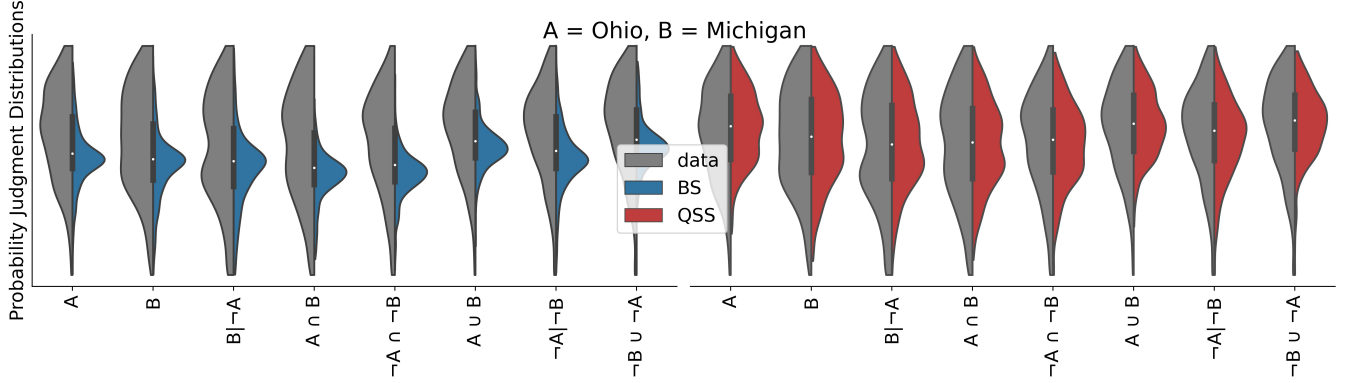 A = Ohio, B = Michigan
Probability Judgment Distributions
data
BS
QSS
A
B
B|¬A
A ∩ B
¬A ∩ ¬B
A ∪ B
¬A|¬B
¬B ∪ ¬A
A
B
B|¬A
A ∩ B
¬A ∩ ¬B
A ∪ B
¬A|¬B
¬B ∪ ¬A